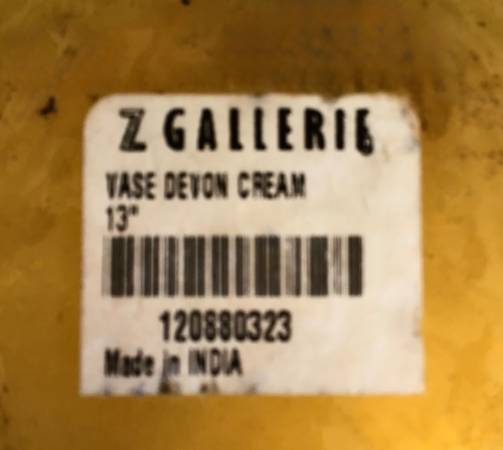 Z GALLERIE
VASE DEVON CREAM
13"
120880323
Made in INDIA